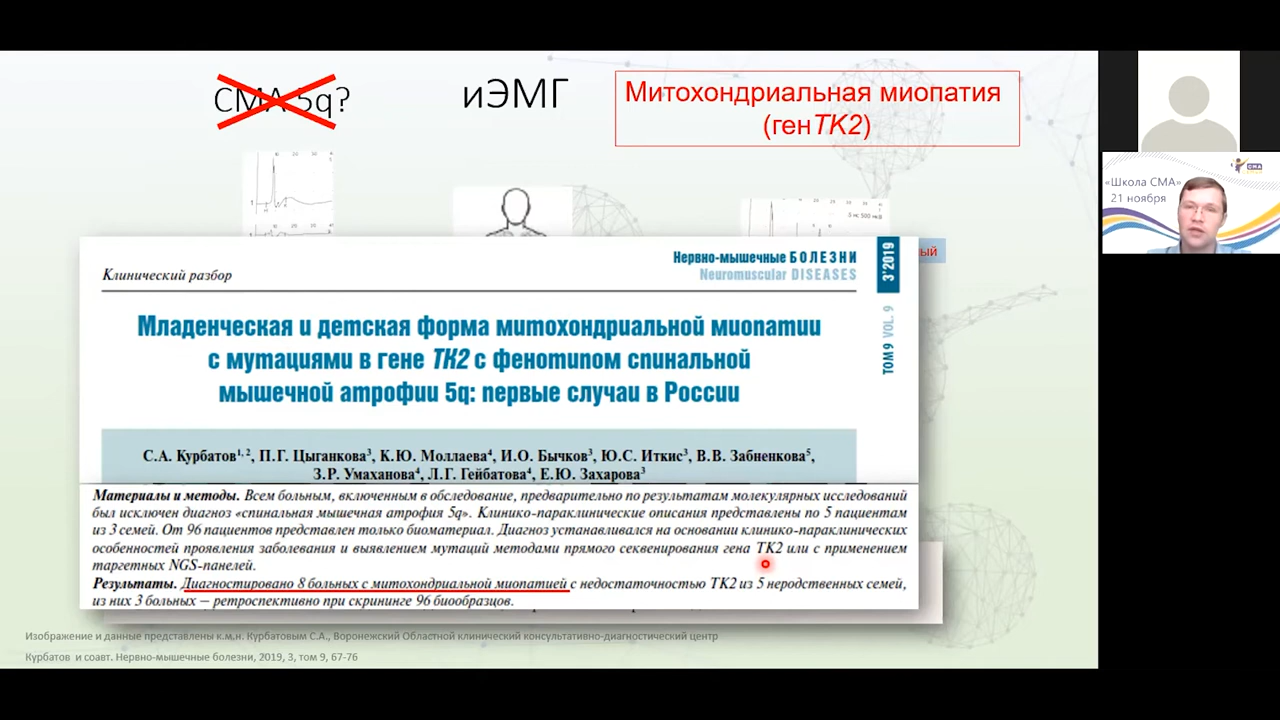 СМА 5q?
иЭМГ
Митохондриальная миопатия
(ген TK2)
«Школа СМА»
21 ноября
СМА
Клинический разбор
Нервно-мышечные БОЛЕЗНИ
Neuromuscular DISEASES
3'2019
ТОМ 9 VOL. 9
Младенческая и детская форма митохондриальной миопатии
с мутациями в гене TK2 с фенотипом спинальной
мышечной атрофии 5q: первые случаи в России
С.А. Курбатов1, 2, П.Г. Цыганкова3, К.Ю. Моллаева4, И.О. Бычков3, Ю.С. Иткис3, В.В. Забненкова5,
З.Р. Умаханова4, Л.Г. Гейбатова4, Е.Ю. Захарова3
Материалы и методы. Всем больным, включенным в обследование, предварительно по результатам молекулярных исследований
был исключен диагноз «спинальная мышечная атрофия 5q». Клинико-параклинические описания представлены по 5 пациентам
из 3 семей. От 96 пациентов представлен только биоматериал. Диагноз устанавливался на основании клинико-параклинических
особенностей проявления заболевания и выявлением мутаций методами прямого секвенирования гена TK2 или с применением
таргетных NGS-панелей.
Результаты. Диагностировано 8 больных с митохондриальной миопатией с недостаточностью TK2 из 5 неродственных семей,
из них 3 больных – ретроспективно при скрининге 96 биообразцов.
Изображение и данные представлены к.м.н. Курбатовым С.А., Воронежский Областной клинический консультативно-диагностический центр
Курбатов и соавт. Нервно-мышечные болезни, 2019, 3, том 9, 67-76